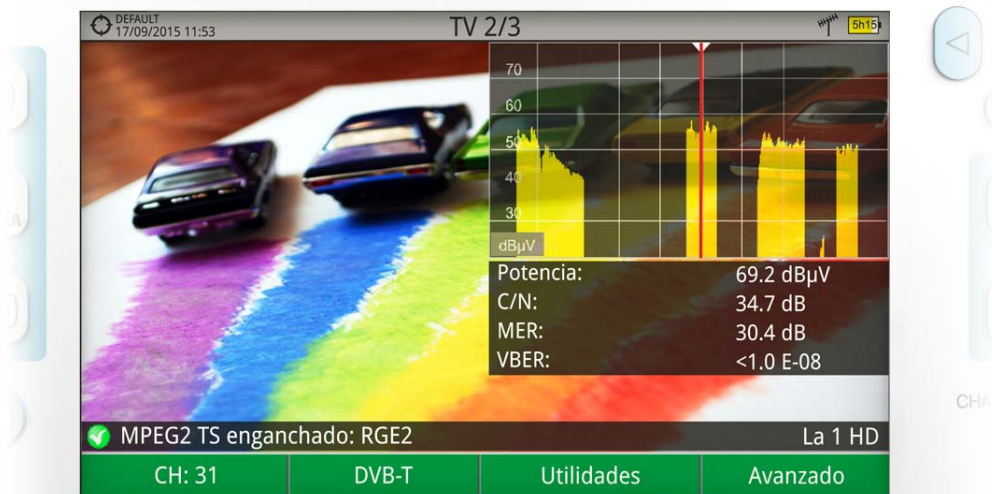 DEFAULT
17/09/2015 11:53
TV 2/3
5h15
70
60
50
40
30
dBµV
Potencia: 69.2 dBµV
C/N: 34.7 dB
MER: 30.4 dB
VBER: <1.0 E-08
MPEG2 TS enganchado: RGE2
La 1 HD
CH: 31
DVB-T
Utilidades
Avanzado
CHA